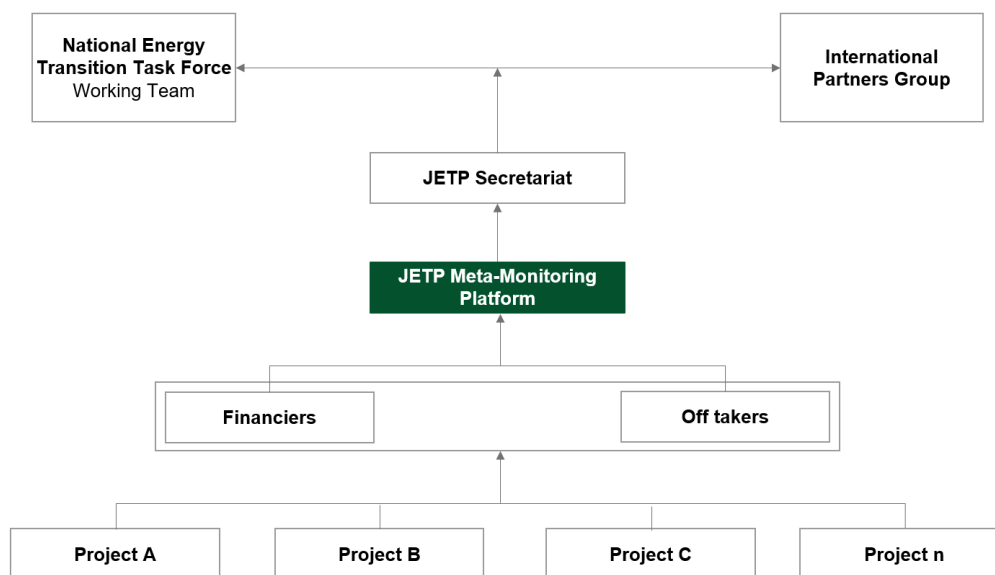 National Energy
Transition Task Force
Working Team
International
Partners Group
JETP Secretariat
JETP Meta-Monitoring
Platform
Financiers
Off takers
Project A
Project B
Project C
Project n